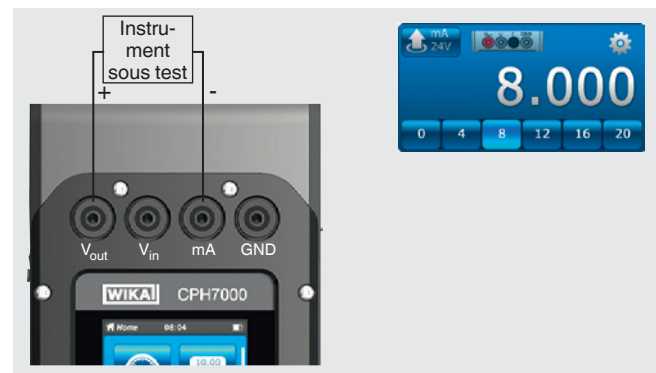 Instru-
ment
sous test
+ -
Vout Vin mA GND
WIKA CPH7000
Home 08:04
10.00
mA
24V
8.000
0 4 8 12 16 20